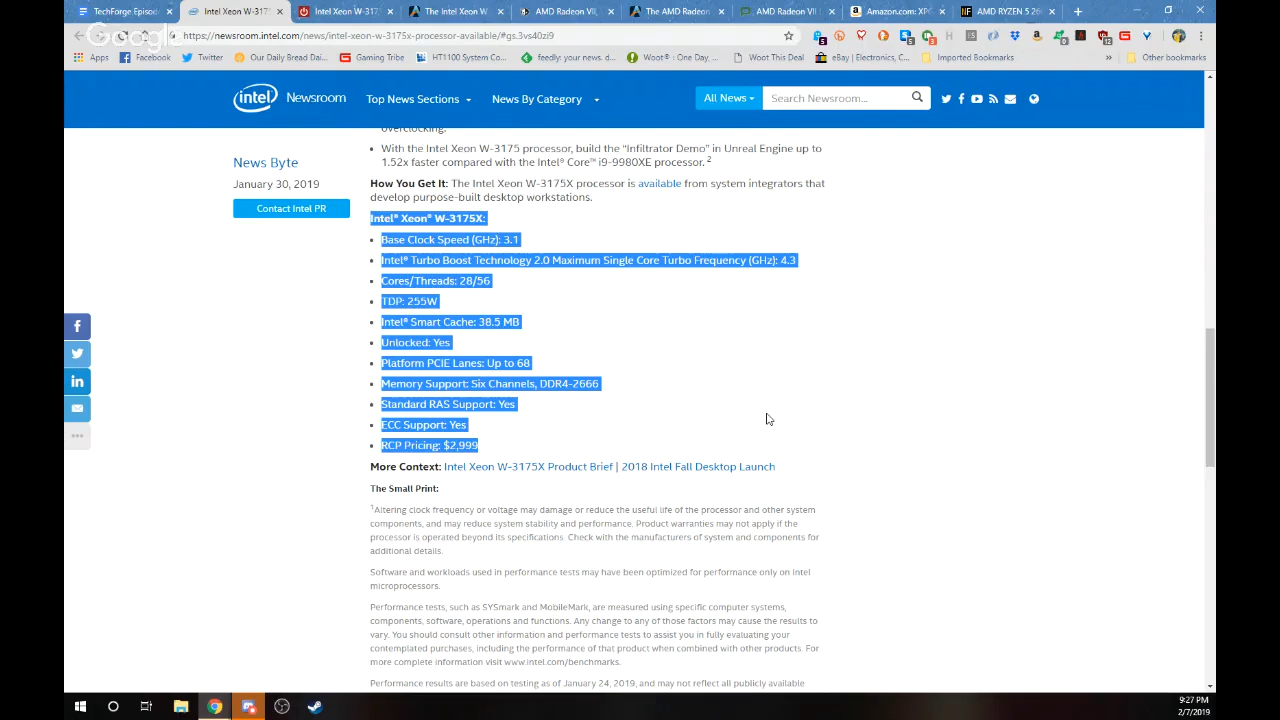 TechForge.Episode
Intel Xeon W-317
Intel Xeon W-317
The Intel Xeon W
AMD Radeon VII,
The AMD Radeon
AMD Radeon VII
Amazon.com: XP
AMD RYZEN 5 26
Google
https://newsroom.intel.com/news/intel-xeon-w-3175x-processor-available/#gs.3vs40zi9
Apps
Facebook
Twitter
Our Daily Bread Dai...
Gaming Tribe
HT1100 System Co...
feedly: your news. d...
Woot® : One Day, ...
Woot This Deal
eBay | Electronics, C...
Imported Bookmarks
»
Other bookmarks
intel Newsroom
Top News Sections
News By Category
All News
Search Newsroom...
News Byte
January 30, 2019
Contact Intel PR
overclocking.
• With the Intel Xeon W-3175 processor, build the “Infiltrator Demo” in Unreal Engine up to
1.52x faster compared with the Intel® Core™ i9-9980XE processor. 2
How You Get It: The Intel Xeon W-3175X processor is available from system integrators that
develop purpose-built desktop workstations.
Intel® Xeon® W-3175X:
• Base Clock Speed (GHz): 3.1
• Intel® Turbo Boost Technology 2.0 Maximum Single Core Turbo Frequency (GHz): 4.3
• Cores/Threads: 28/56
• TDP: 255W
• Intel® Smart Cache: 38.5 MB
• Unlocked: Yes
• Platform PCIE Lanes: Up to 68
• Memory Support: Six Channels, DDR4-2666
• Standard RAS Support: Yes
• ECC Support: Yes
• RCP Pricing: $2,999
More Context: Intel Xeon W-3175X Product Brief | 2018 Intel Fall Desktop Launch
The Small Print:
1Altering clock frequency or voltage may damage or reduce the useful life of the processor and other system
components, and may reduce system stability and performance. Product warranties may not apply if the
processor is operated beyond its specifications. Check with the manufacturers of system and components for
additional details.
Software and workloads used in performance tests may have been optimized for performance only on Intel
microprocessors.
Performance tests, such as SYSmark and MobileMark, are measured using specific computer systems,
components, software, operations and functions. Any change to any of those factors may cause the results to
vary. You should consult other information and performance tests to assist you in fully evaluating your
contemplated purchases, including the performance of that product when combined with other products. For
more complete information visit www.intel.com/benchmarks.
Performance results are based on testing as of January 24, 2019, and may not reflect all publicly available
9:27 PM
2/7/2019